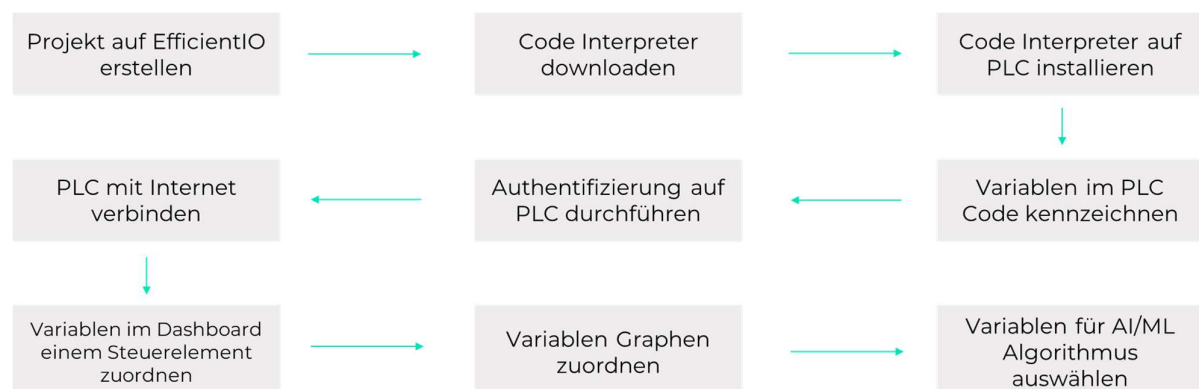 Projekt auf EfficientIO
erstellen
Code Interpreter
downloaden
Code Interpreter auf
PLC installieren
Variablen im PLC
Code kennzeichnen
Authentifizierung auf
PLC durchführen
PLC mit Internet
verbinden
Variablen im Dashboard
einem Steuerelement
zuordnen
Variablen Graphen
zuordnen
Variablen für AI/ML
Algorithmus
auswählen